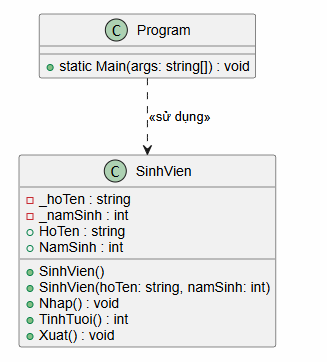 C Program
static Main(args: string[]) : void
«sử dụng»
C SinhVien
_hoTen : string
_namSinh : int
HoTen : string
NamSinh : int
SinhVien()
SinhVien(hoTen: string, namSinh: int)
Nhap() : void
TinhTuoi() : int
Xuat() : void